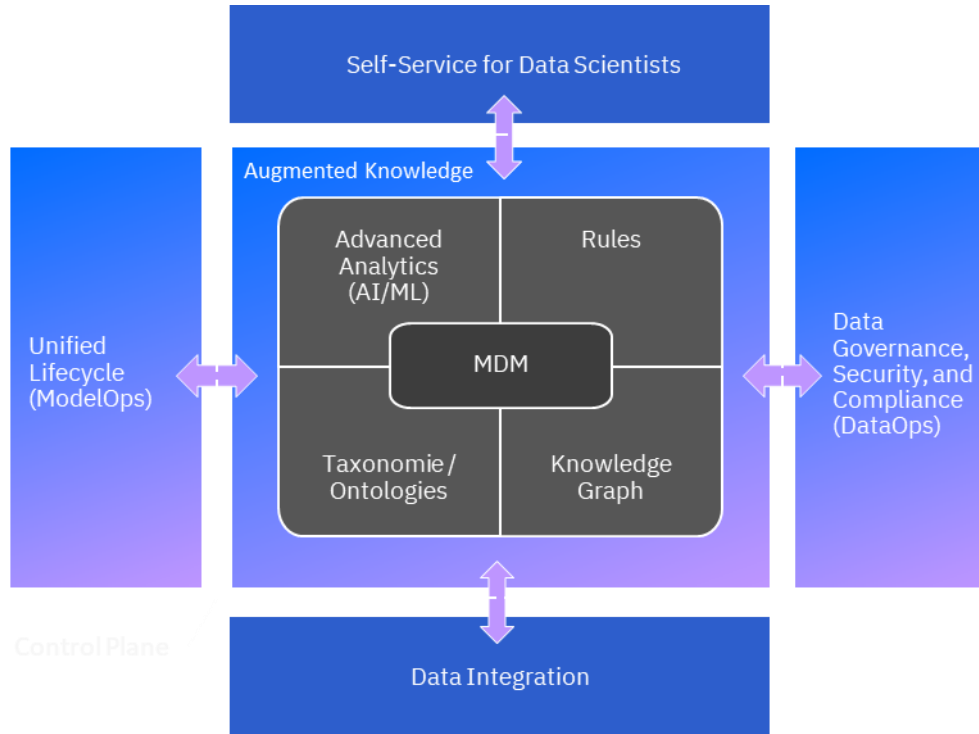 Self-Service for Data Scientists
Augmented Knowledge
Advanced
Analytics
(AI/ML)
Rules
Unified
Lifecycle
(ModelOps)
MDM
Data
Governance,
Security, and
Compliance
(DataOps)
Taxonomie /
Ontologies
Knowledge
Graph
Control Plane
Data Integration